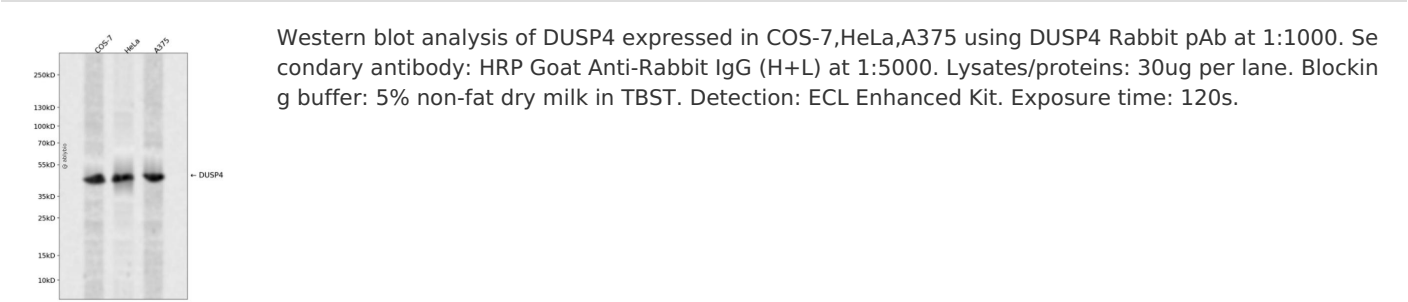 COS-7 HeLa A375
250kD
130kD
100kD
70kD
55kD
35kD
25kD
15kD
10kD
@ ablybio
← DUSP4
Western blot analysis of DUSP4 expressed in COS-7,HeLa,A375 using DUSP4 Rabbit pAb at 1:1000. Se
condary antibody: HRP Goat Anti-Rabbit IgG (H+L) at 1:5000. Lysates/proteins: 30ug per lane. Blockin
g buffer: 5% non-fat dry milk in TBST. Detection: ECL Enhanced Kit. Exposure time: 120s.